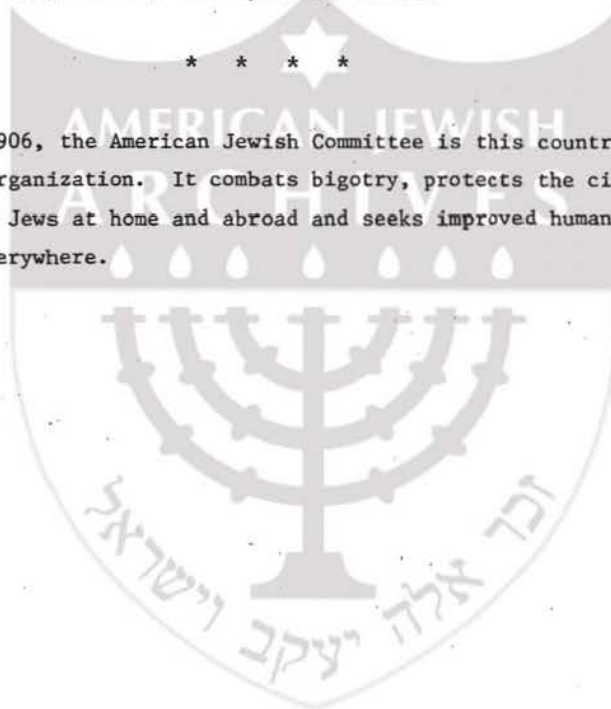 * * * *
AMERICAN JEWISH
906, the American Jewish Committee is this countr
rganization. It combats bigotry, protects the ci
ARCHIVES
Jews at home and abroad and seeks improved human
erywhere.
זכר אלה יעקב וישראל